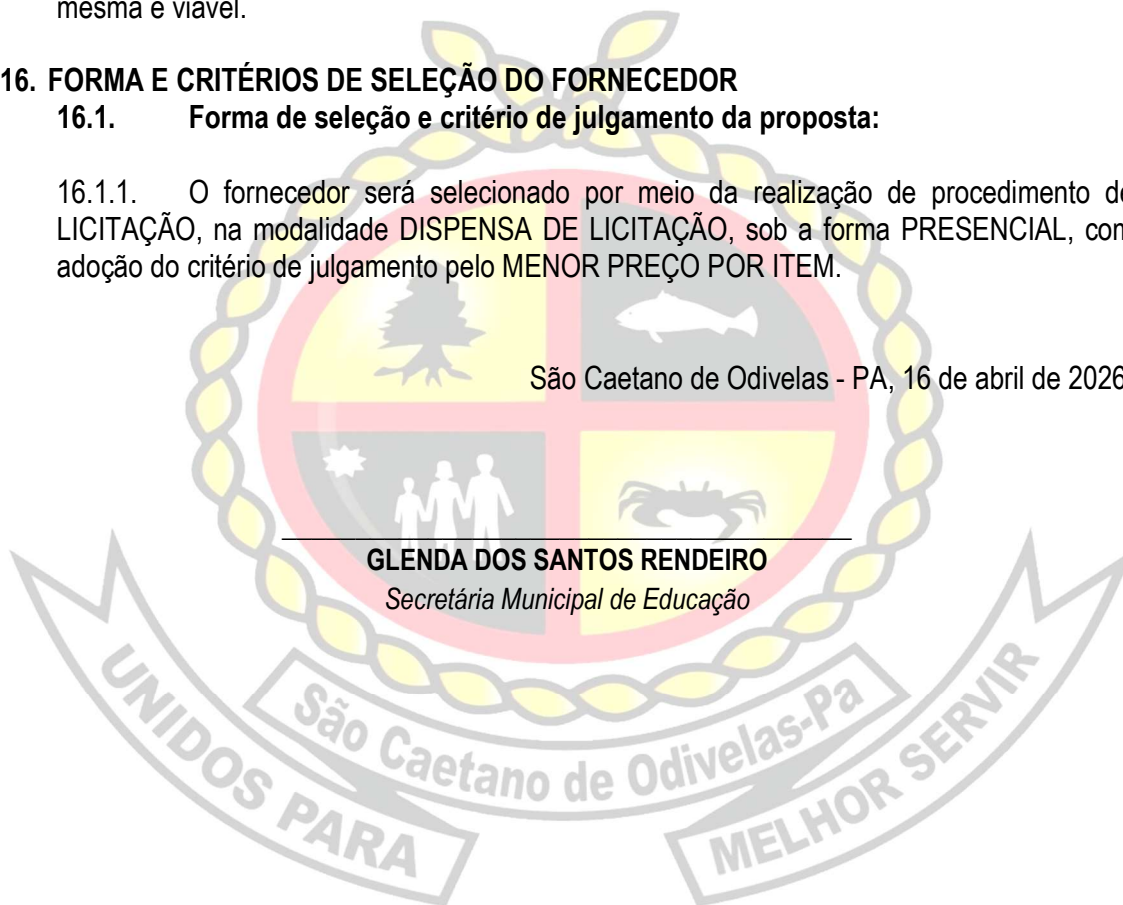 mesma é viável.
16. FORMA E CRITÉRIOS DE SELEÇÃO DO FORNECEDOR
16.1. Forma de seleção e critério de julgamento da proposta:
16.1.1. O fornecedor será selecionado por meio da realização de procedimento de
LICITAÇÃO, na modalidade DISPENSA DE LICITAÇÃO, sob a forma PRESENCIAL, com
adoção do critério de julgamento pelo MENOR PREÇO POR ITEM.
São Caetano de Odivelas - PA, 16 de abril de 2026
GLENDA DOS SANTOS RENDEIRO
Secretária Municipal de Educação
São Caetano de Odivelas-Pa
UNIDOS PARA
MELHOR SERVIR